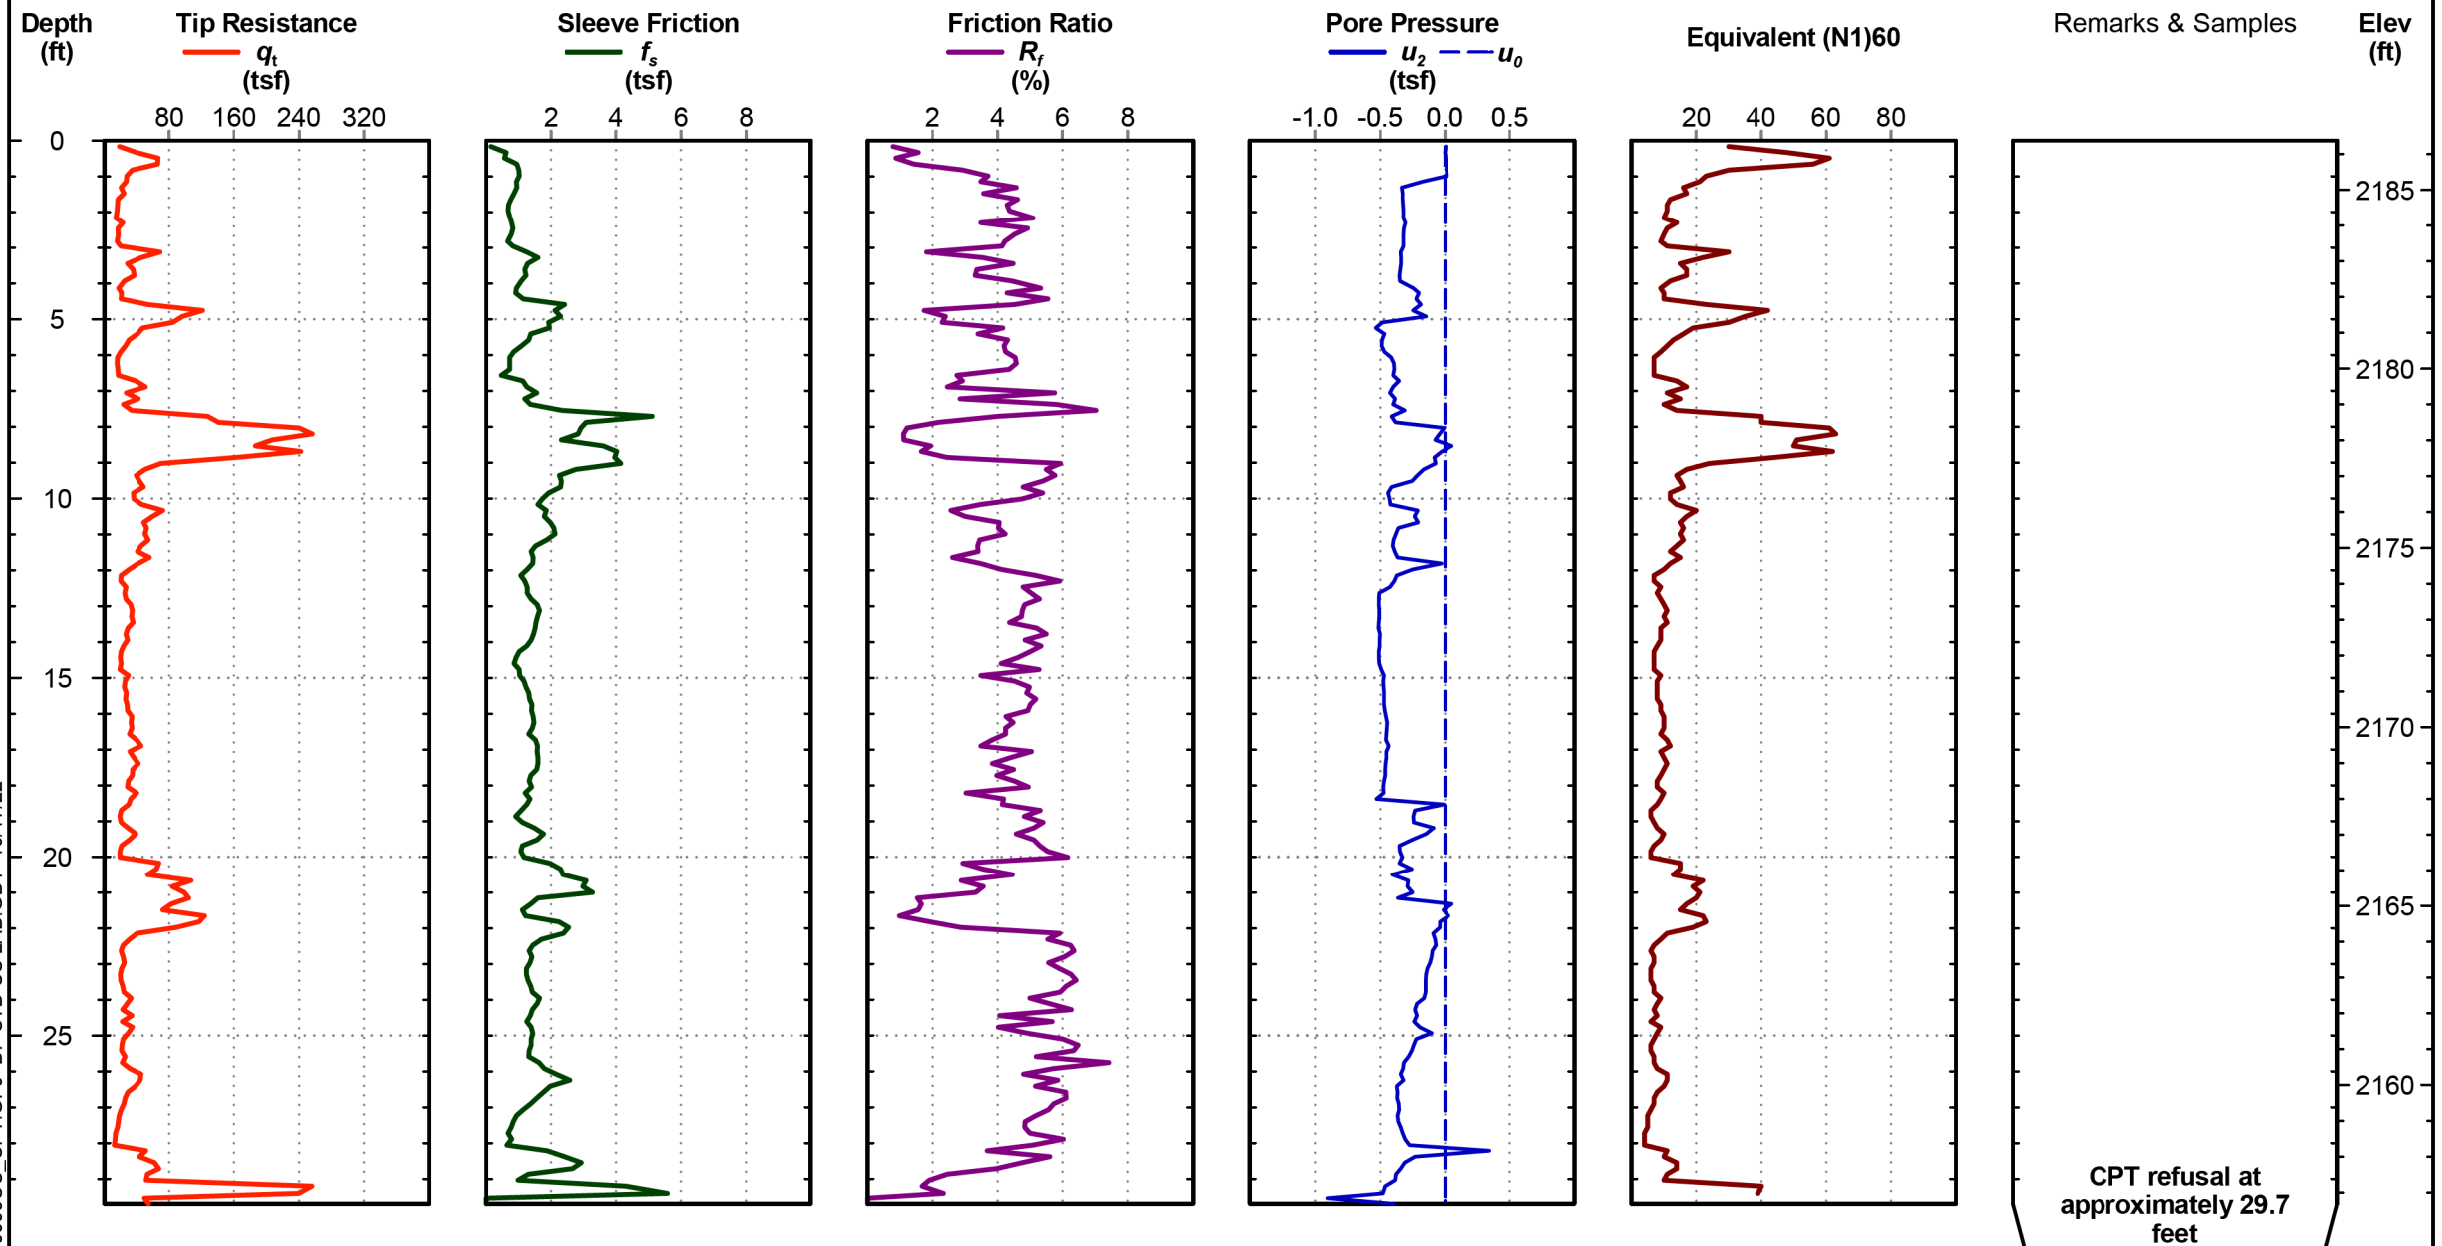 Depth
(ft)
Tip Resistance
qt
(tsf)
Sleeve Friction
fs
(tsf)
Friction Ratio
Rf
(%)
Pore Pressure
u2 u0
(tsf)
Equivalent (N1)60
Remarks & Samples
Elev
(ft)
80 160 240 320
2 4 6 8
2 4 6 8
-1.0 -0.5 0.0 0.5
20 40 60 80
0
5
10
15
20
25
2185
2180
2175
2170
2165
2160
CPT refusal at
approximately 29.7
feet